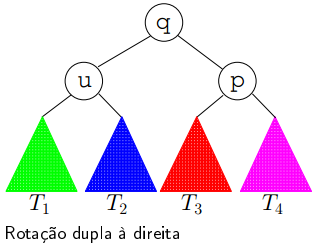 q
u p
T1 T2 T3 T4
Rotação dupla à direita